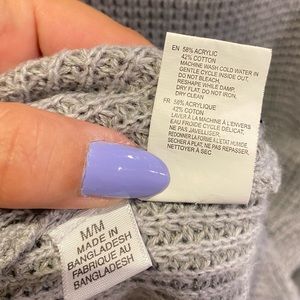 EN 58% ACRYLIC
42% COTTON
MACHINE WASH COLD WATER IN
GENTLE CYCLE INSIDE OUT,
DO NOT BLEACH,
RESHAPE WHILE DAMP,
DRY FLAT, DO NOT IRON,
DRY CLEAN
FR 58% ACRYLIQUE
42% COTON
LAVER À LA MACHINE À L'ENVERS
EAU FROIDE CYCLE DÉLICAT,
NE PAS JAVELLISER,
REDONNER LA FORME À L'ÉTAT HUMIDE,
SECHER À PLAT, NE PAS REPASSER,
NETTOYER À SEC
M/M
MADE IN
BANGLADESH
FABRIQUE AU
BANGLADESH